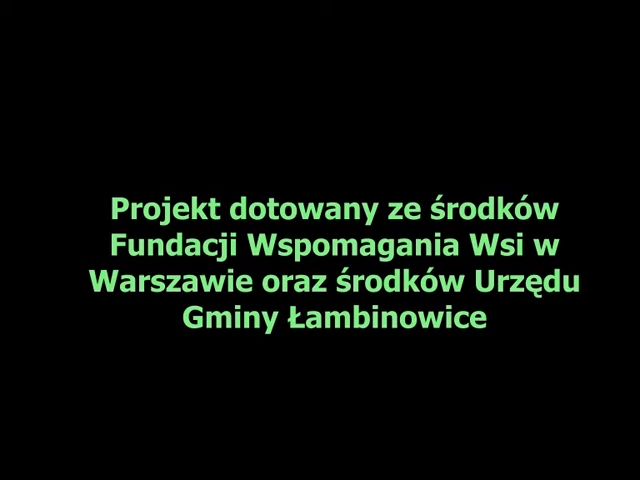 Projekt dotowany ze środków
Fundacji Wspomagania Wsi w
Warszawie oraz środków Urzędu
Gminy Łambinowice